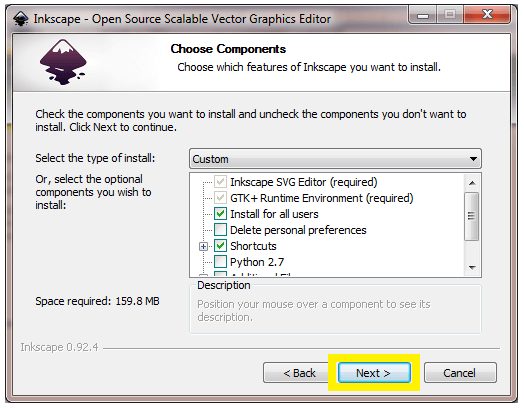 Inkscape - Open Source Scalable Vector Graphics Editor
Choose Components
Choose which features of Inkscape you want to install.
Check the components you want to install and uncheck the components you don't want to
install. Click Next to continue.
Select the type of install:
Custom
Or, select the optional
components you wish to
install:
Inkscape SVG Editor (required)
GTK+ Runtime Environment (required)
Install for all users
Delete personal preferences
Shortcuts
Python 2.7
Space required: 159.8 MB
Description
Position your mouse over a component to see its
description.
Inkscape 0.92.4
< Back
Next >
Cancel